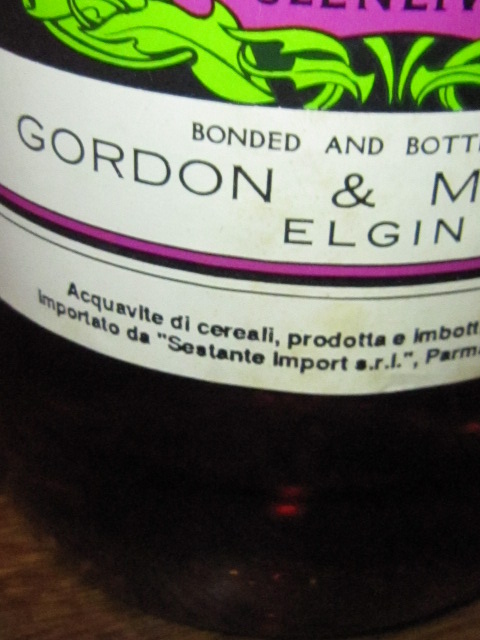 BONDED AND BOTT
GORDON & M
ELGIN
Acquavite di cereali, prodotta e imbott
Importato da "Sestante Import s.r.l.", Parm